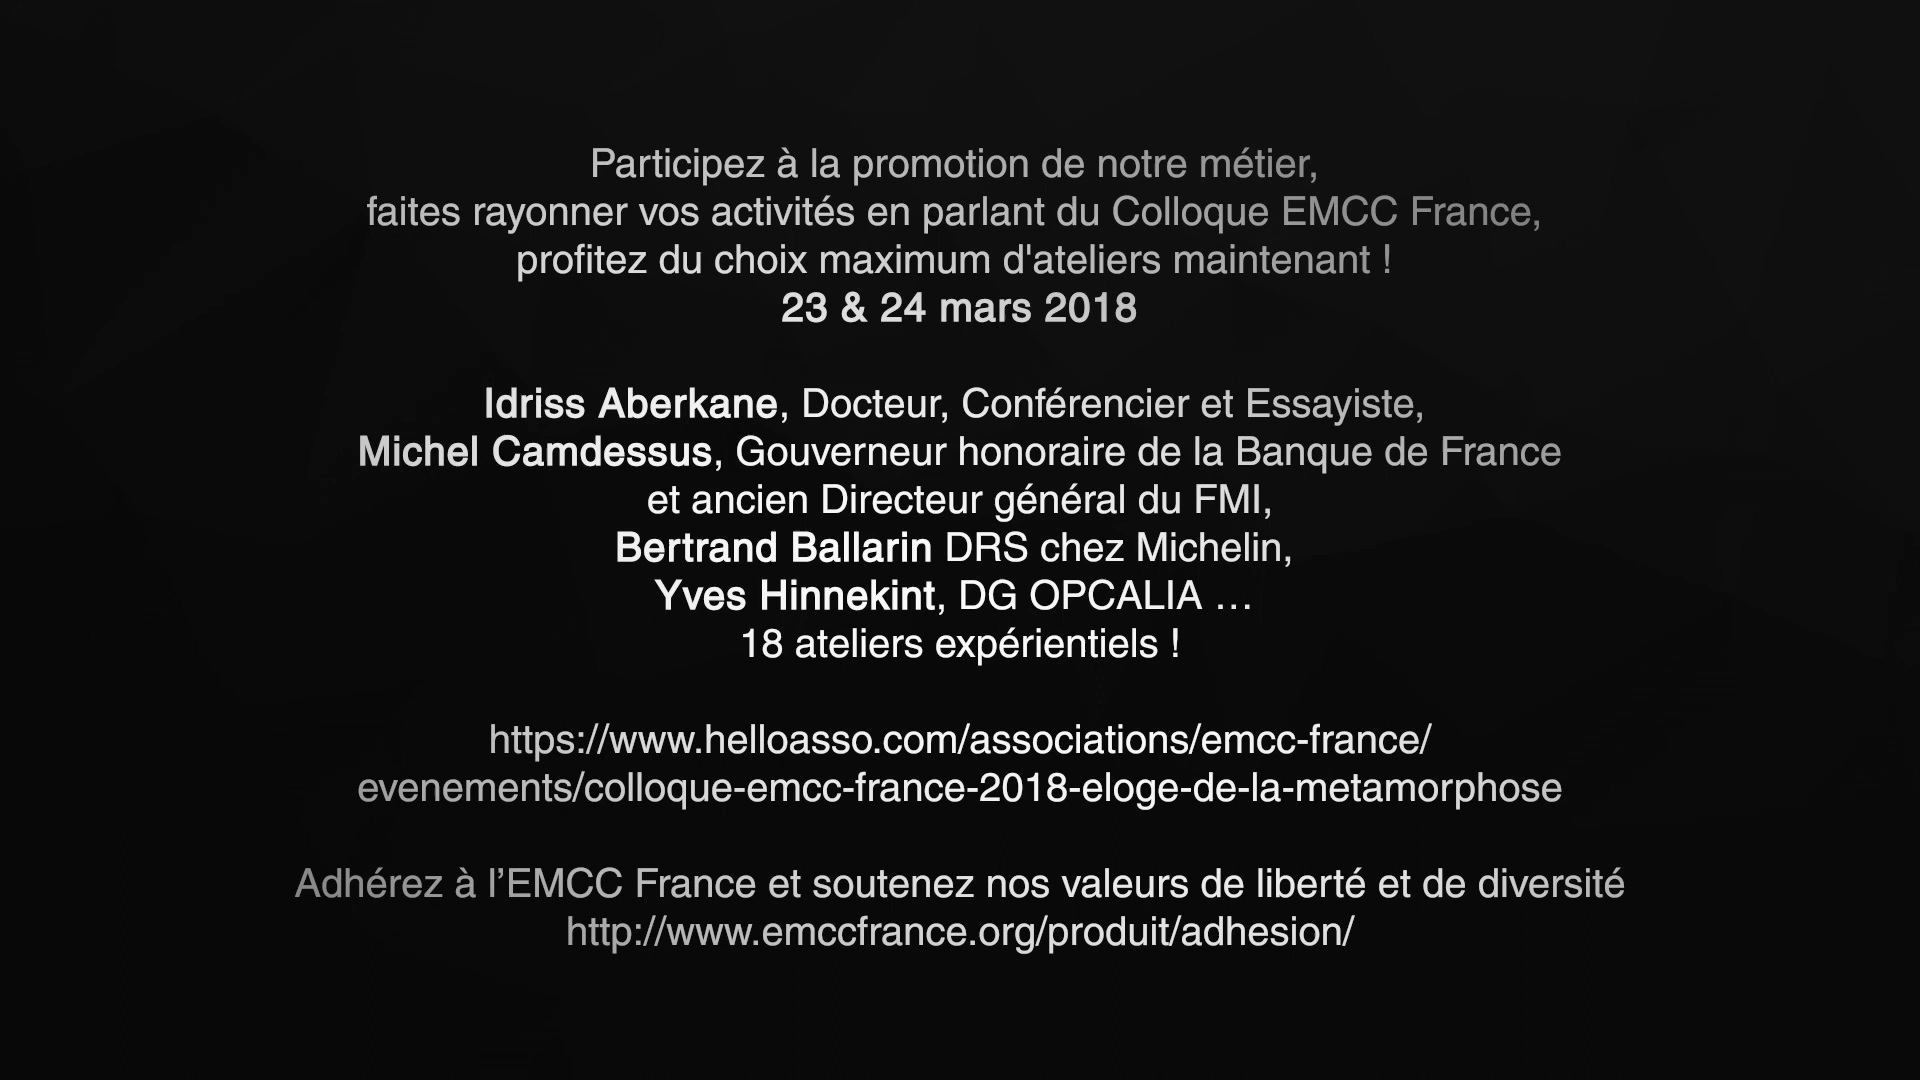 Participez à la promotion de notre métier,
faites rayonner vos activités en parlant du Colloque EMCC France,
profitez du choix maximum d'ateliers maintenant !
23 & 24 mars 2018
Idriss Aberkane, Docteur, Conférencier et Essayiste,
Michel Camdessus, Gouverneur honoraire de la Banque de France
et ancien Directeur général du FMI,
Bertrand Ballarin DRS chez Michelin,
Yves Hinnekint, DG OPCALIA …
18 ateliers expérientiels !
https://www.helloasso.com/associations/emcc-france/
evenements/colloque-emcc-france-2018-eloge-de-la-metamorphose
Adhérez à l’EMCC France et soutenez nos valeurs de liberté et de diversité
http://www.emccfrance.org/produit/adhesion/